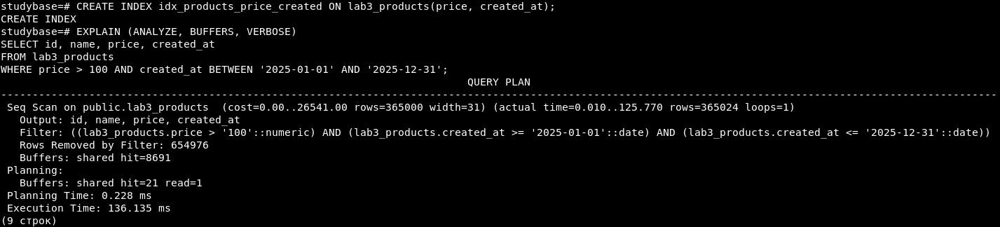 studybase=# CREATE INDEX idx_products_price_created ON lab3_products(price, created_at);
CREATE INDEX
studybase=# EXPLAIN (ANALYZE, BUFFERS, VERBOSE)
SELECT id, name, price, created_at
FROM lab3_products
WHERE price > 100 AND created_at BETWEEN '2025-01-01' AND '2025-12-31';
QUERY PLAN
-----------------------------------------------------------------------------------------------------------------------------------------------------------
Seq Scan on public.lab3_products  (cost=0.00..26541.00 rows=365000 width=31) (actual time=0.010..125.770 rows=365024 loops=1)
Output: id, name, price, created_at
Filter: ((lab3_products.price > '100'::numeric) AND (lab3_products.created_at >= '2025-01-01'::date) AND (lab3_products.created_at <= '2025-12-31'::date))
Rows Removed by Filter: 654976
Buffers: shared hit=8691
Planning:
Buffers: shared hit=21 read=1
Planning Time: 0.228 ms
Execution Time: 136.135 ms
(9 строк)